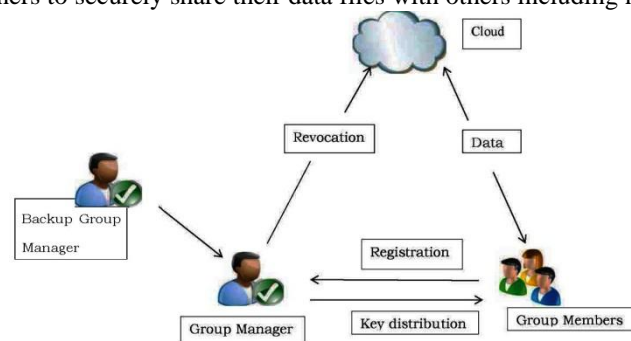 to securely share their data files with others including
Cloud
Revocation
Data
Backup Group
Manager
Registration
Group Manager
Key distribution
Group Members